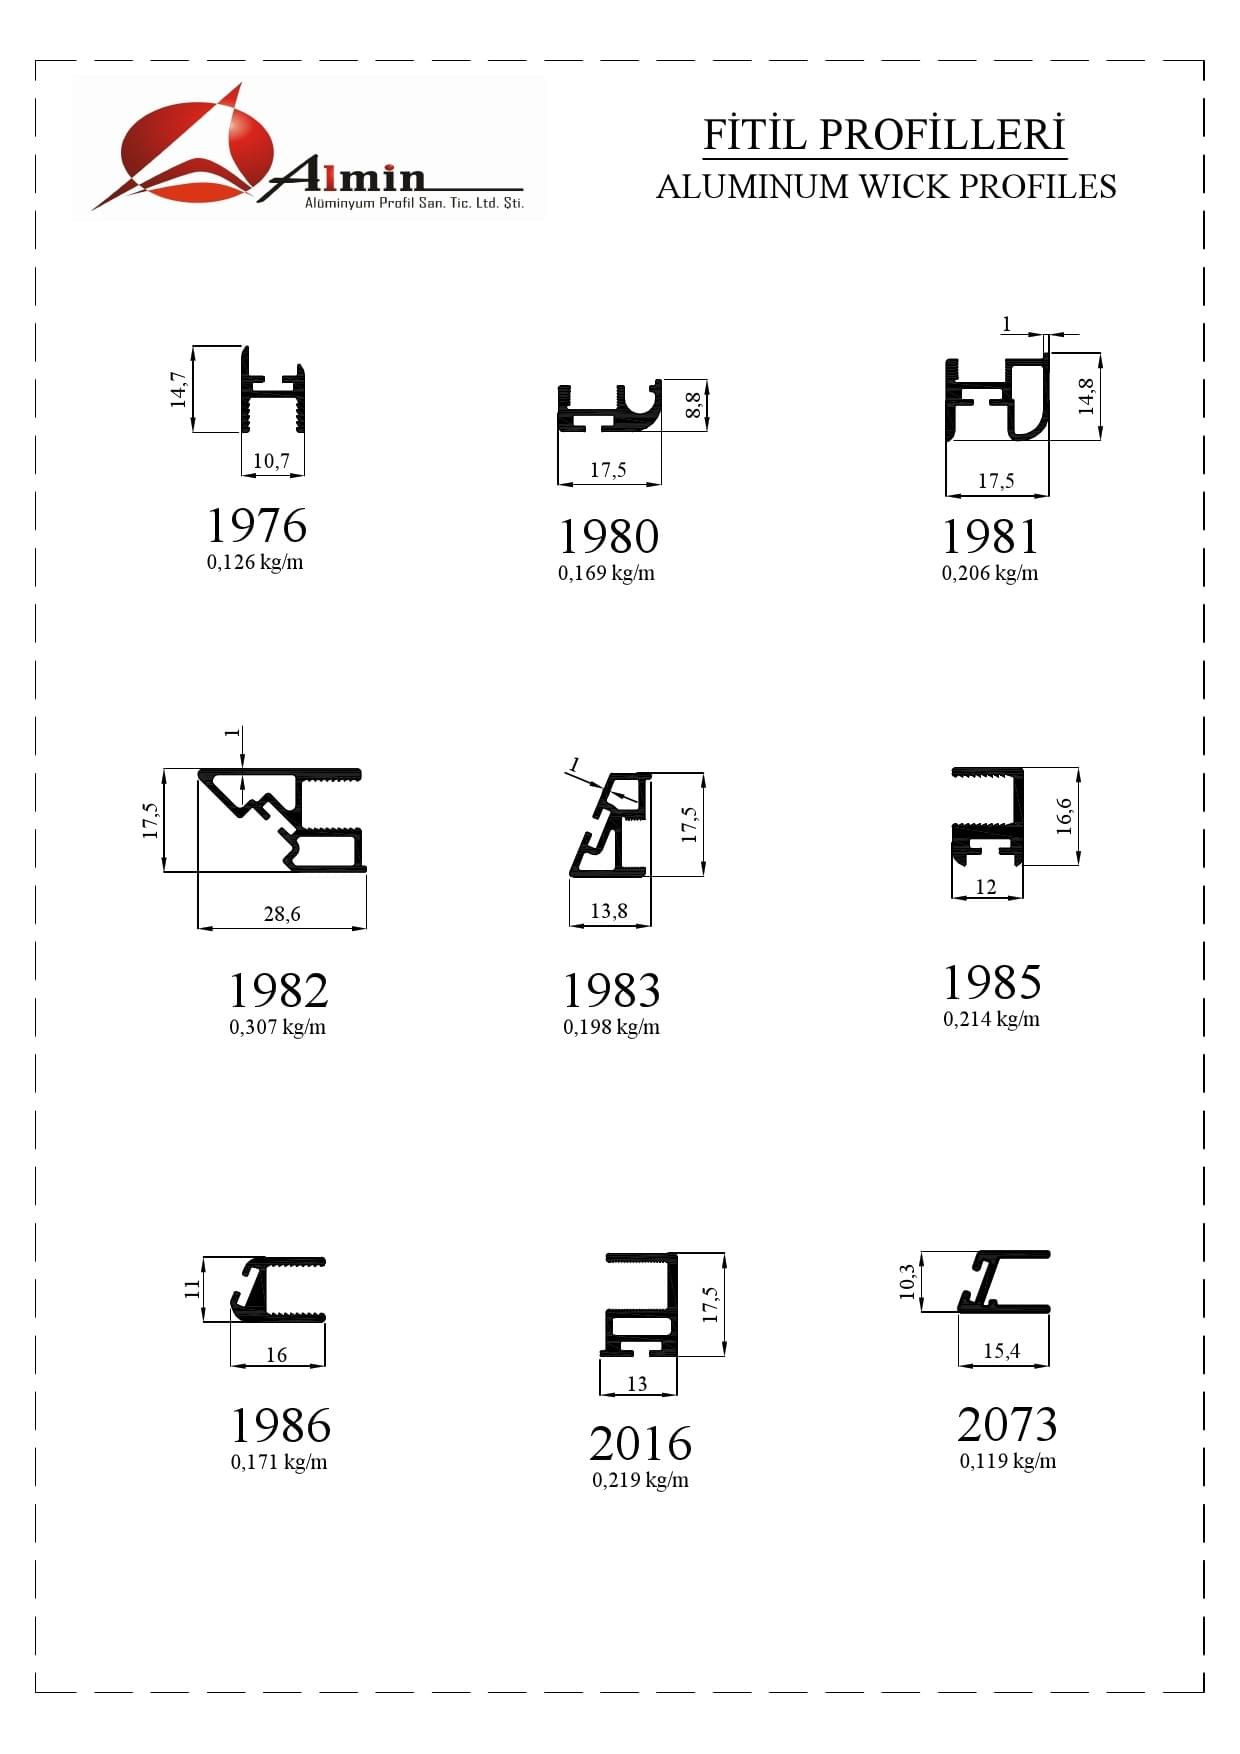 Almin
Alüminyum Profil San. Tic. Ltd. Şti.
FİTİL PROFİLLERİ
ALUMINUM WICK PROFILES
14,7
10,7
1976
0,126 kg/m
8,8
17,5
1980
0,169 kg/m
1
14,8
17,5
1981
0,206 kg/m
1
17,5
28,6
1982
0,307 kg/m
1
17,5
13,8
1983
0,198 kg/m
16,6
12
1985
0,214 kg/m
11
16
1986
0,171 kg/m
17,5
13
2016
0,219 kg/m
10,3
15,4
2073
0,119 kg/m